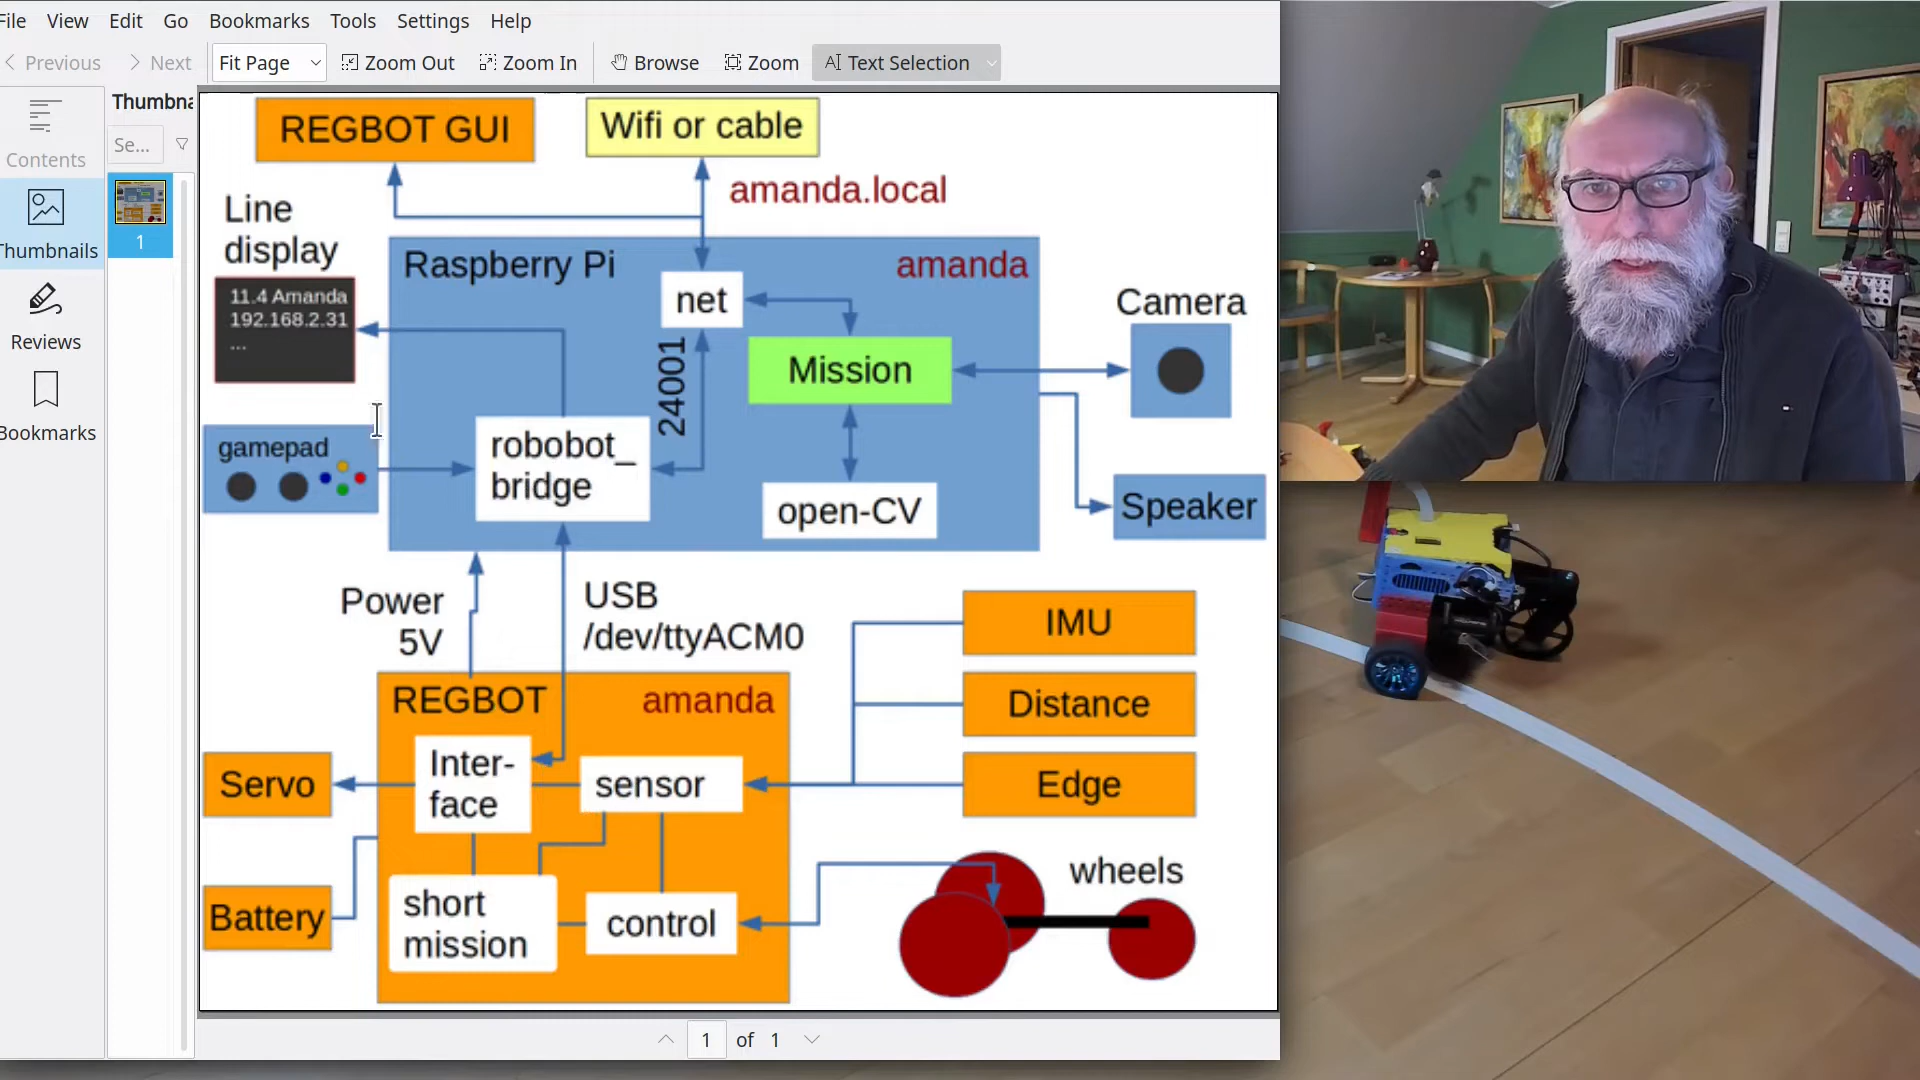 File View Edit Go Bookmarks Tools Settings Help
Previous Next Fit Page Zoom Out Zoom In Browse Zoom Text Selection
Contents
Thumbnails
Reviews
Bookmarks
Thumbna
Se...
1
REGBOT GUI
Wifi or cable
amanda.local
Line
display
11.4 Amanda
192.168.2.31
...
Raspberry Pi
amanda
net
24001
Mission
Camera
gamepad
robobot_
bridge
open-CV
Speaker
Power
5V
USB
/dev/ttyACM0
IMU
REGBOT
amanda
Distance
Inter-
face
sensor
Servo
Edge
Battery
short
mission
control
wheels
1 of 1